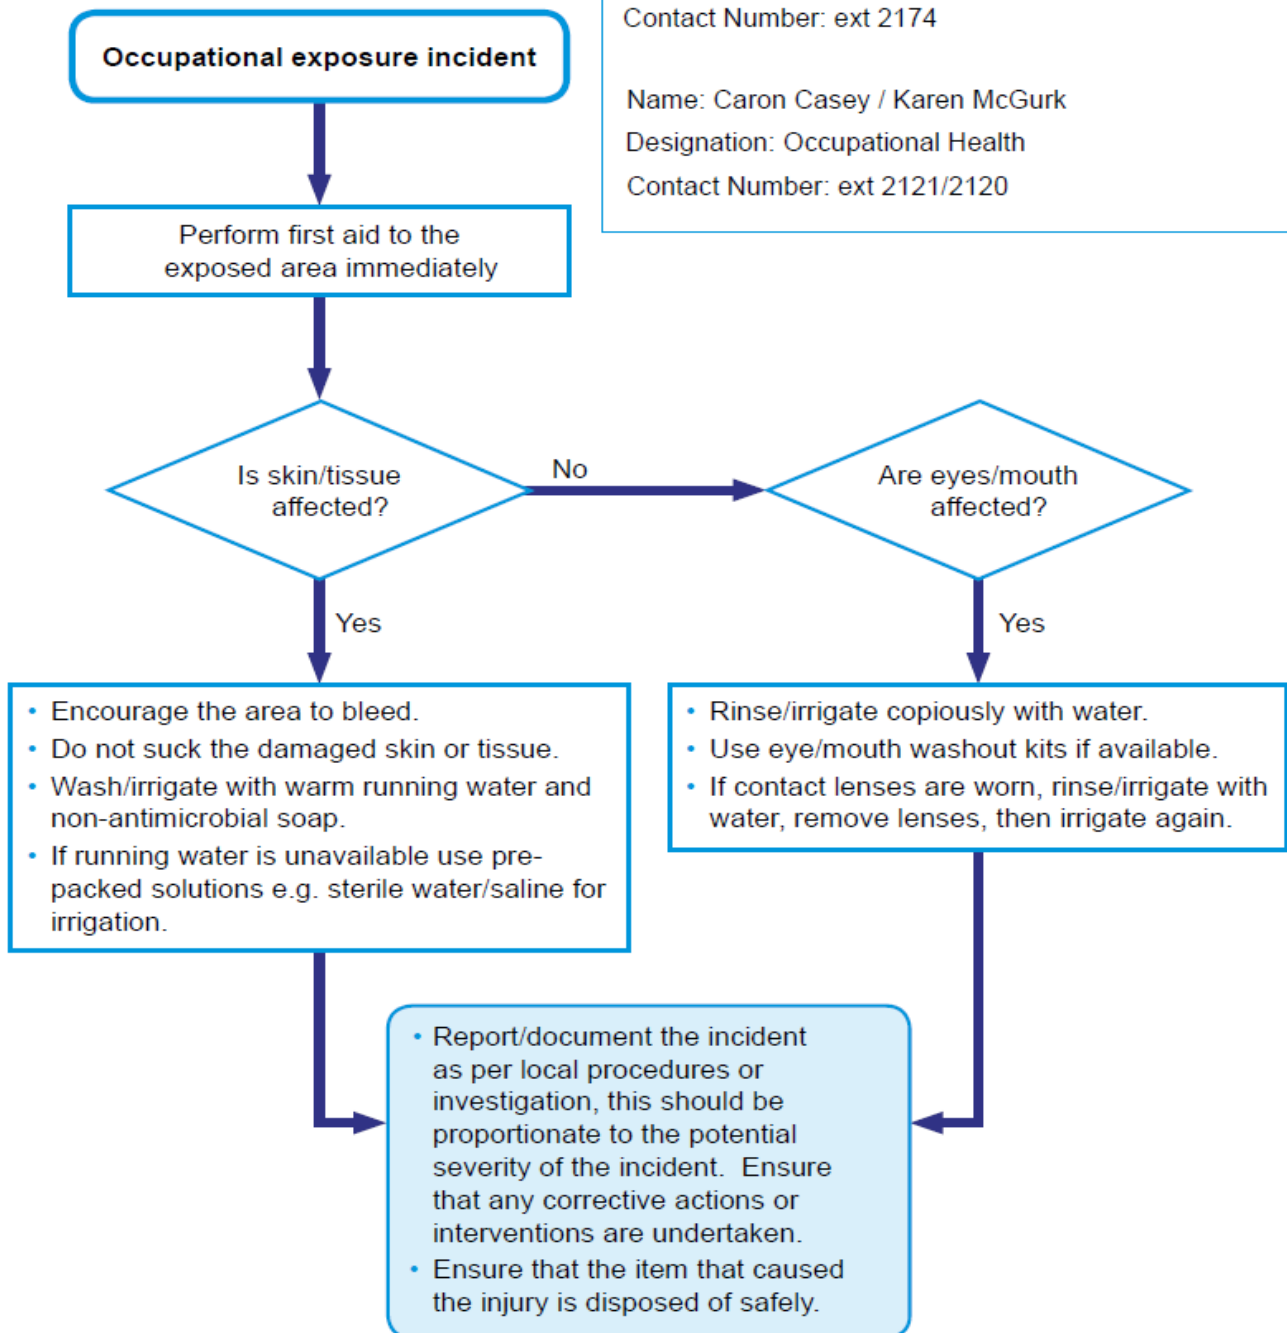 Contact Number: ext 2174
Occupational exposure incident
Name: Caron Casey / Karen McGurk
Designation: Occupational Health
Contact Number: ext 2121/2120
Perform first aid to the
exposed area immediately
Is skin/tissue
affected?
No
Are eyes/mouth
affected?
Yes
Yes
• Encourage the area to bleed.
• Do not suck the damaged skin or tissue.
• Wash/irrigate with warm running water and
non-antimicrobial soap.
• If running water is unavailable use pre-
packed solutions e.g. sterile water/saline for
irrigation.
• Rinse/irrigate copiously with water.
• Use eye/mouth washout kits if available.
• If contact lenses are worn, rinse/irrigate with
water, remove lenses, then irrigate again.
• Report/document the incident
as per local procedures or
investigation, this should be
proportionate to the potential
severity of the incident.  Ensure
that any corrective actions or
interventions are undertaken.
• Ensure that the item that caused
the injury is disposed of safely.